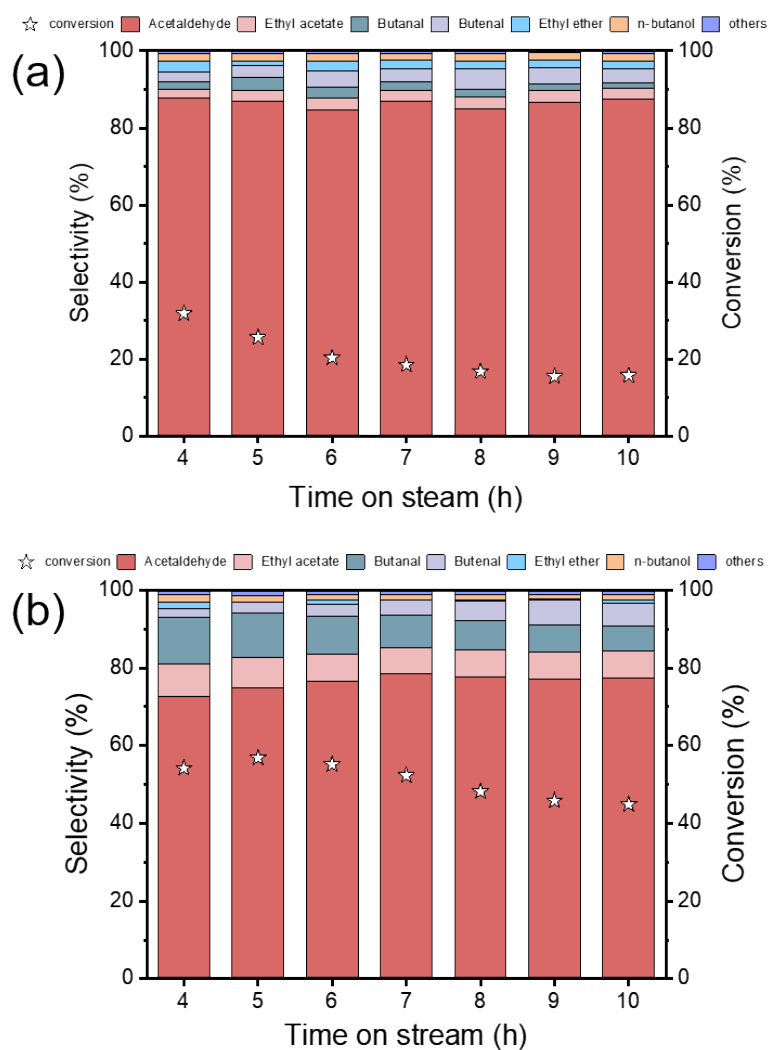 conversion Acetaldehyde Ethyl acetate Butanal Butenal Ethyl ether n-butanol others
(a)
100 100
80 80
60 60
40 40
20 20
0 0
Selectivity (%)
Conversion (%)
4 5 6 7 8 9 10
Time on steam (h)
conversion Acetaldehyde Ethyl acetate Butanal Butenal Ethyl ether n-butanol others
(b)
100 100
80 80
60 60
40 40
20 20
0 0
Selectivity (%)
Conversion (%)
4 5 6 7 8 9 10
Time on stream (h)